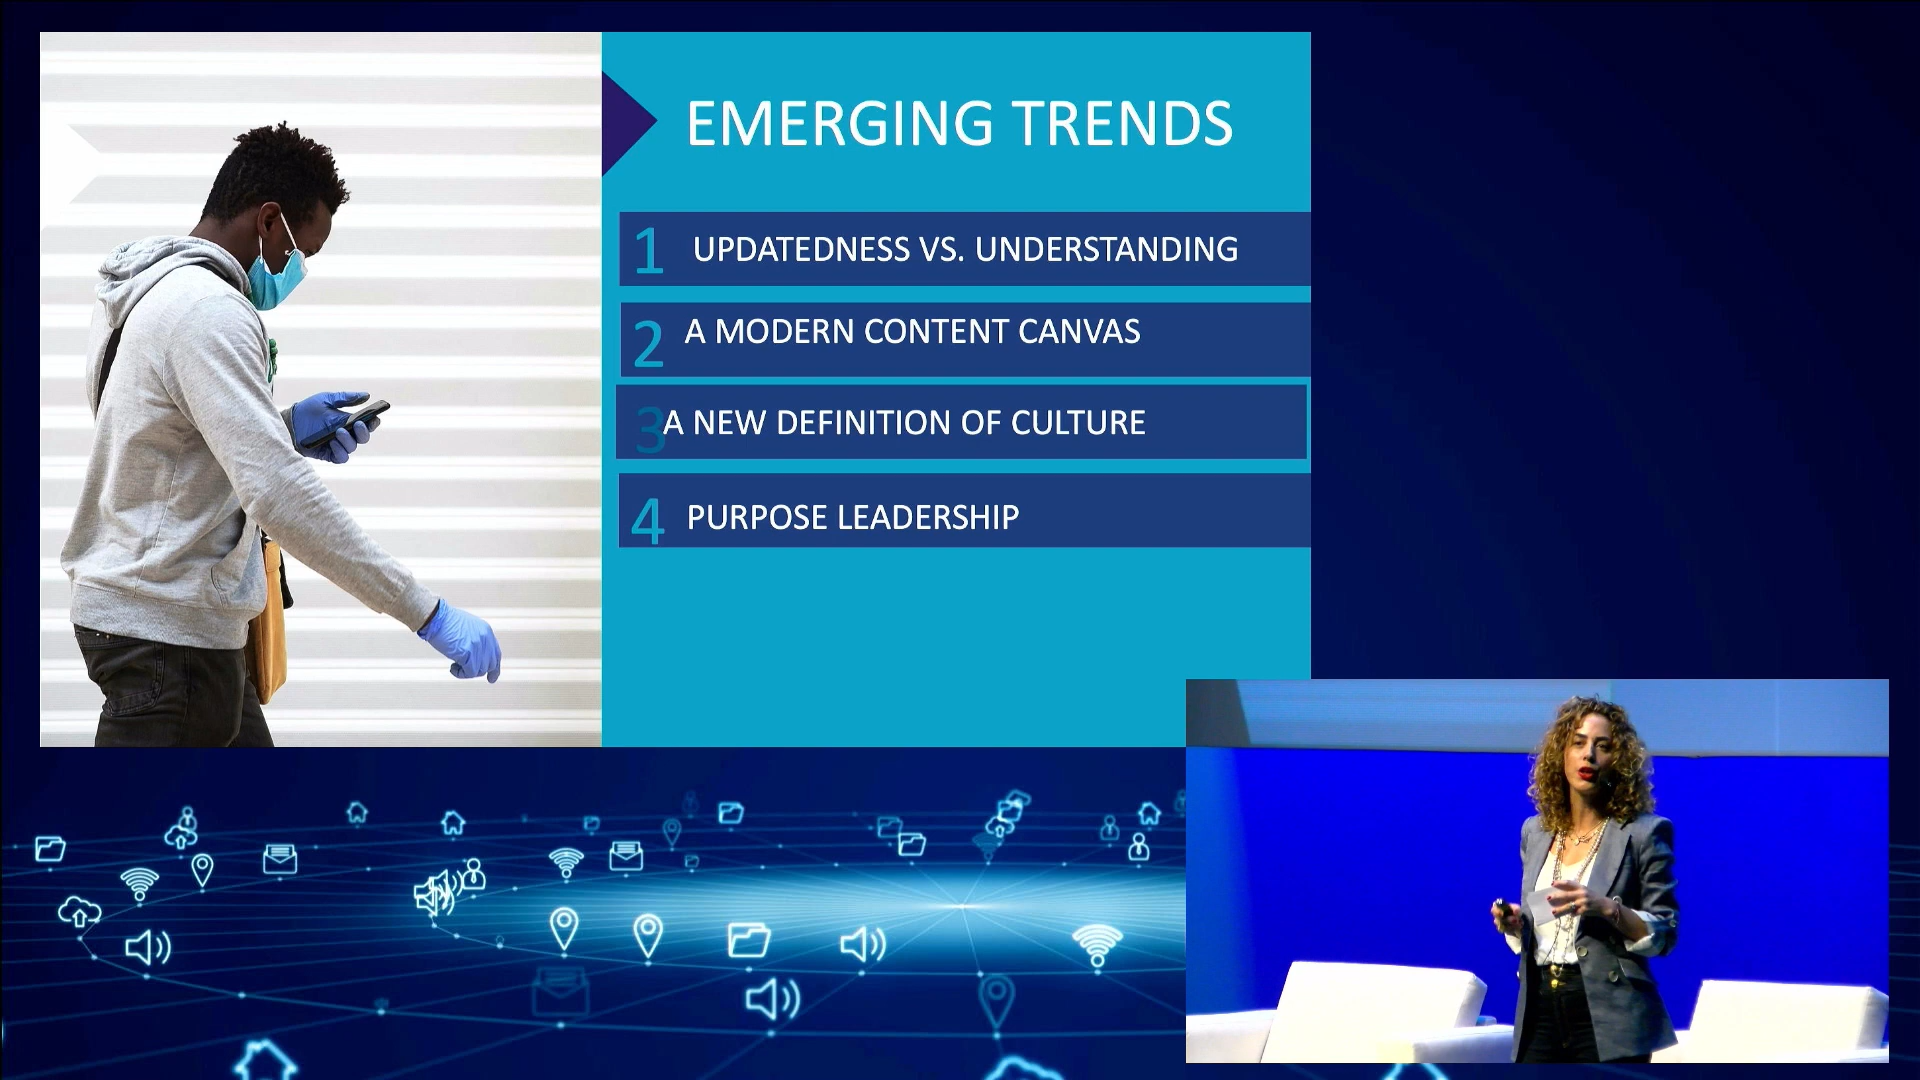 EMERGING TRENDS
1 UPDATEDNESS VS. UNDERSTANDING
2 A MODERN CONTENT CANVAS
3 A NEW DEFINITION OF CULTURE
4 PURPOSE LEADERSHIP